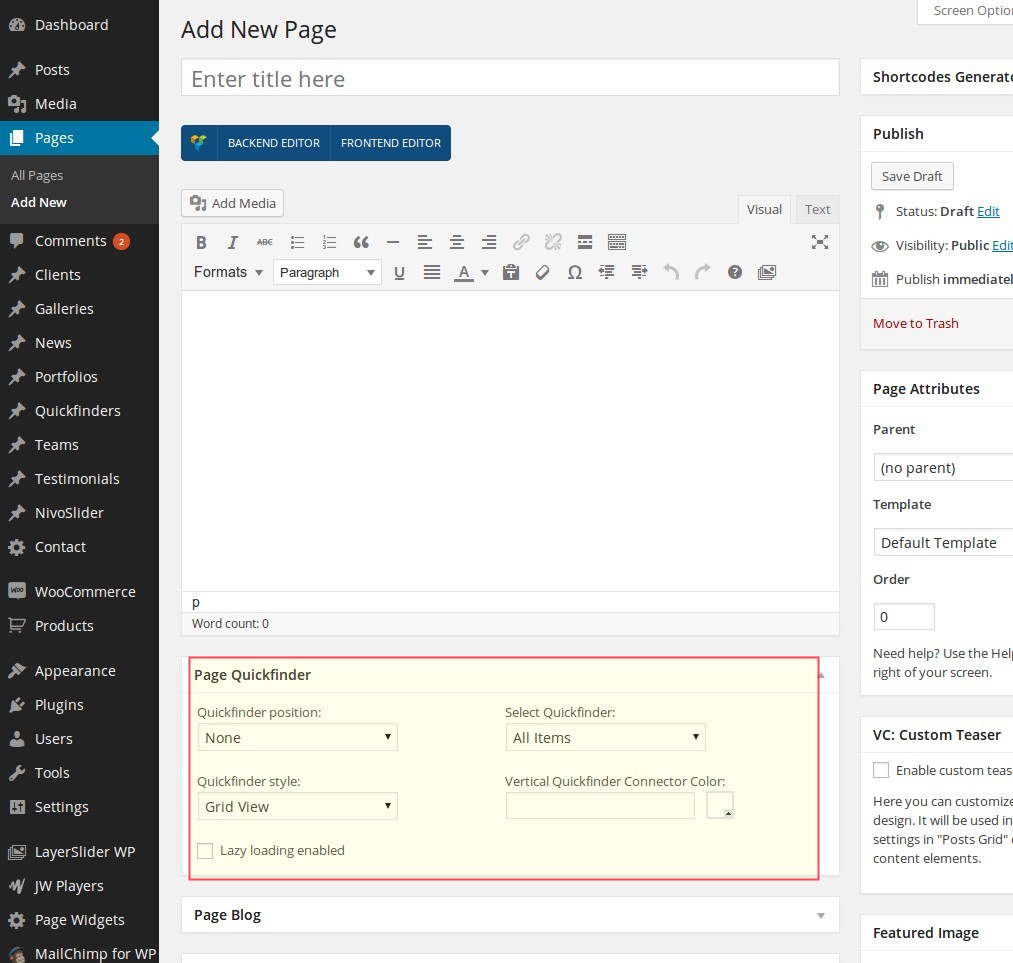 Dashboard
Posts
Media
Pages
All Pages
Add New
Comments 2
Clients
Galleries
News
Portfolios
Quickfinders
Teams
Testimonials
NivoSlider
Contact
WooCommerce
Products
Appearance
Plugins
Users
Tools
Settings
LayerSlider WP
JW Players
Page Widgets
MailChimp for WP
Screen Optio
Add New Page
Enter title here
BACKEND EDITOR FRONTEND EDITOR
Add Media
Visual Text
B I ABC
Formats Paragraph U A Ω
p
Word count: 0
Page Quickfinder
Quickfinder position: Select Quickfinder:
None All Items
Quickfinder style: Vertical Quickfinder Connector Color:
Grid View
Lazy loading enabled
Page Blog
Shortcodes Generato
Publish
Save Draft
Status: Draft Edit
Visibility: Public Edit
Publish immediatel
Move to Trash
Page Attributes
Parent
(no parent)
Template
Default Template
Order
0
Need help? Use the Help
right of your screen.
VC: Custom Teaser
Enable custom teas
Here you can customize
design. It will be used in
settings in "Posts Grid"
content elements.
Featured Image